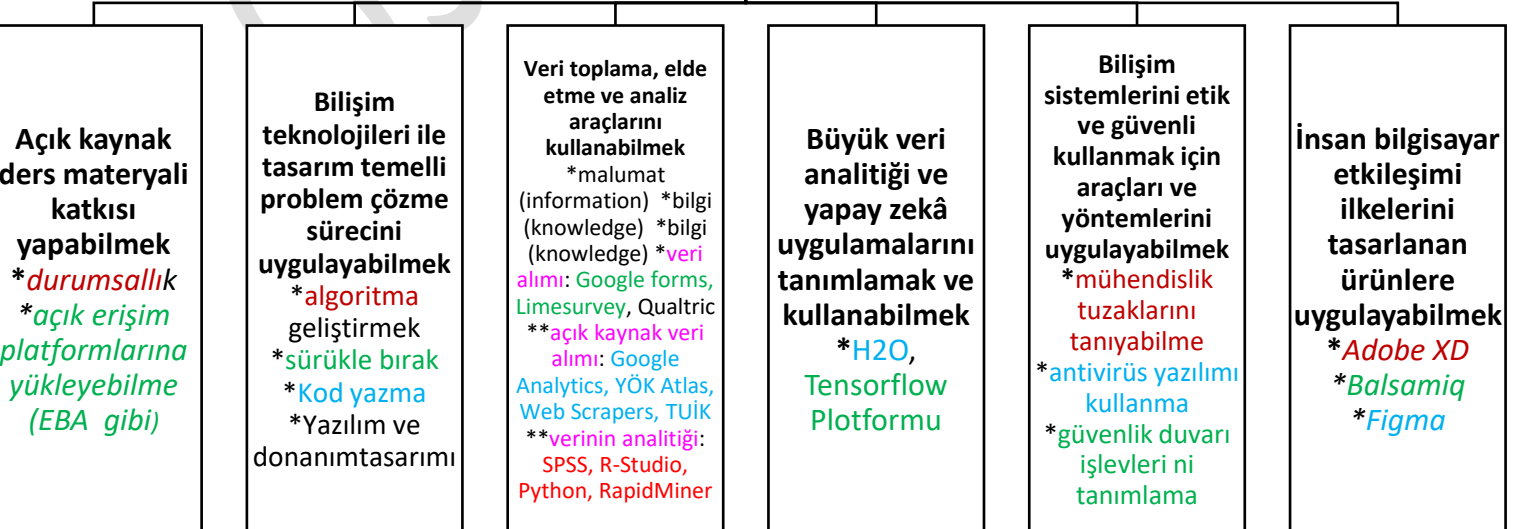 Açık kaynak
ders materyali
katkısı
yapabilmek
*durumsallık
*açık erişim
platformlarına
yükleyebilme
(EBA gibi)
Bilişim
teknolojileri ile
tasarım temelli
problem çözme
sürecini
uygulayabilmek
*algoritma
geliştirmek
*sürükle bırak
*Kod yazma
*Yazılım ve
donanımtasarımı
Veri toplama, elde
etme ve analiz
araçlarını
kullanabilmek
*malumat
(information) *bilgi
(knowledge) *bilgi
(knowledge) *veri
alımı: Google forms,
Limesurvey, Qualtric
**açık kaynak veri
alımı: Google
Analytics, YÖK Atlas,
Web Scrapers, TUİK
**verinin analitiği:
SPSS, R-Studio,
Python, RapidMiner
Büyük veri
analitiği ve
yapay zekâ
uygulamalarını
tanımlamak ve
kullanabilmek
*H2O,
Tensorflow
Plotformu
Bilişim
sistemlerini etik
ve güvenli
kullanmak için
araçları ve
yöntemlerini
uygulayabilmek
*mühendislik
tuzaklarını
tanıyabilme
*antivirüs yazılımı
kullanma
*güvenlik duvarı
işlevleri ni
tanımlama
İnsan bilgisayar
etkileşimi
ilkelerini
tasarlanan
ürünlere
uygulayabilmek
*Adobe XD
*Balsamiq
*Figma